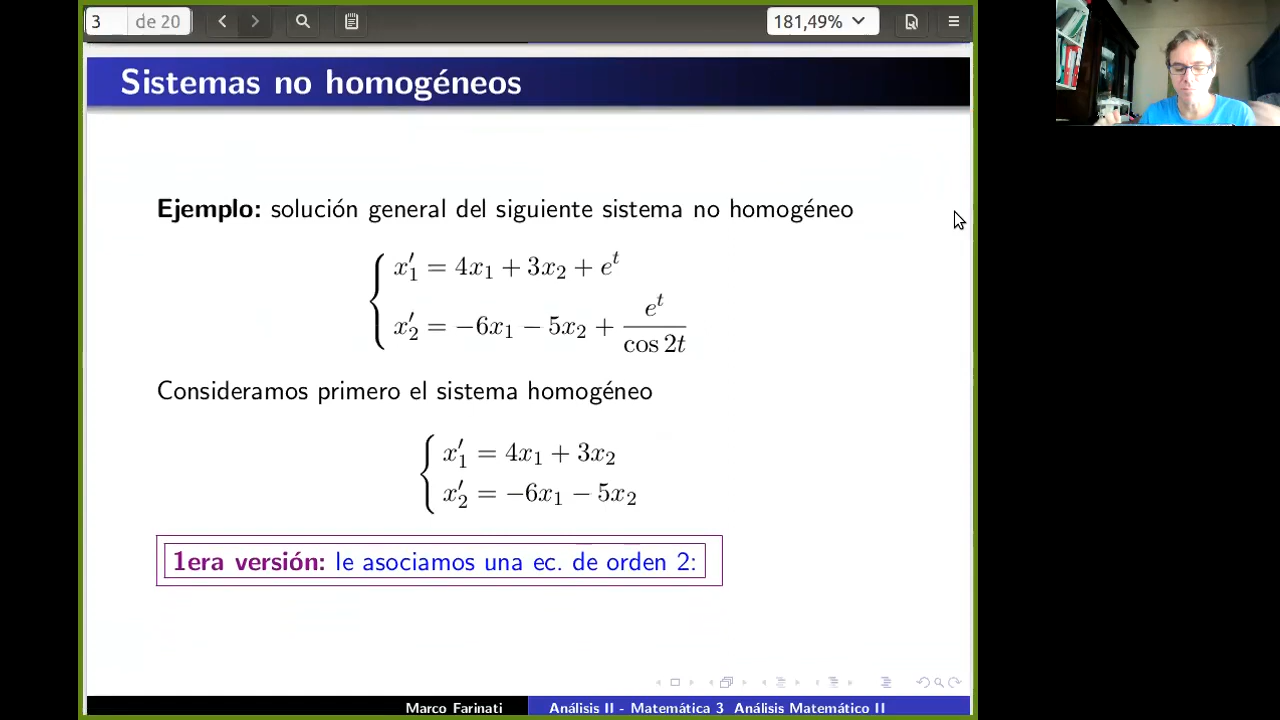 3 de 20 181,49%
Sistemas no homogéneos
Ejemplo: solución general del siguiente sistema no homogéneo
x′₁ = 4x₁ + 3x₂ + eᵗ
x′₂ = −6x₁ − 5x₂ + eᵗ / cos 2t
Consideramos primero el sistema homogéneo
x′₁ = 4x₁ + 3x₂
x′₂ = −6x₁ − 5x₂
1era versión: le asociamos una ec. de orden 2:
Marco Farinati Análisis II - Matemática 3 Análisis Matemático II